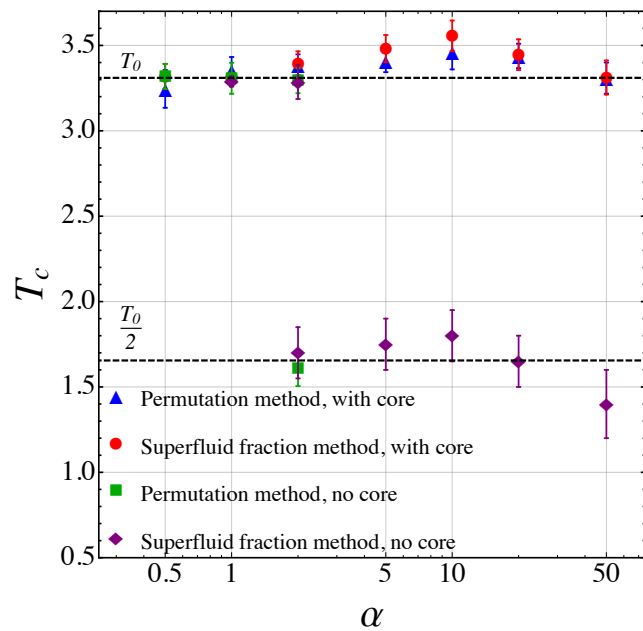 3.5
T0
3.0
2.5
Tc
2.0
T0
2
1.5
Permutation method, with core
Superfluid fraction method, with core
1.0
Permutation method, no core
Superfluid fraction method, no core
0.5
0.5 1 5 10 50
α